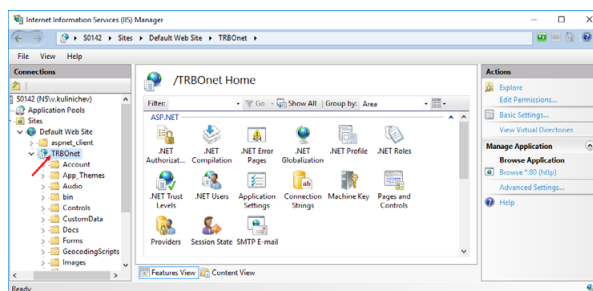 Internet Information Services (IIS) Manager
S0142 ▸ Sites ▸ Default Web Site ▸ TRBOnet ▸
File View Help
Connections
S0142 (NS\v.kulinichev)
Application Pools
Sites
Default Web Site
aspnet_client
TRBOnet
Account
App_Themes
Audio
bin
Controls
CustomData
Docs
Forms
GeocodingScripts
Images
/TRBOnet Home
Filter: Go Show All Group by: Area
ASP.NET
.NET Authorizat...
.NET Compilation
.NET Error Pages
.NET Globalization
.NET Profile
.NET Roles
.NET Trust Levels
.NET Users
Application Settings
Connection Strings
Machine Key
Pages and Controls
Providers
Session State
SMTP E-mail
Features View
Content View
Actions
Explore
Edit Permissions...
Basic Settings...
View Virtual Directories
Manage Application
Browse Application
Browse *:80 (http)
Advanced Settings...
Help
Ready